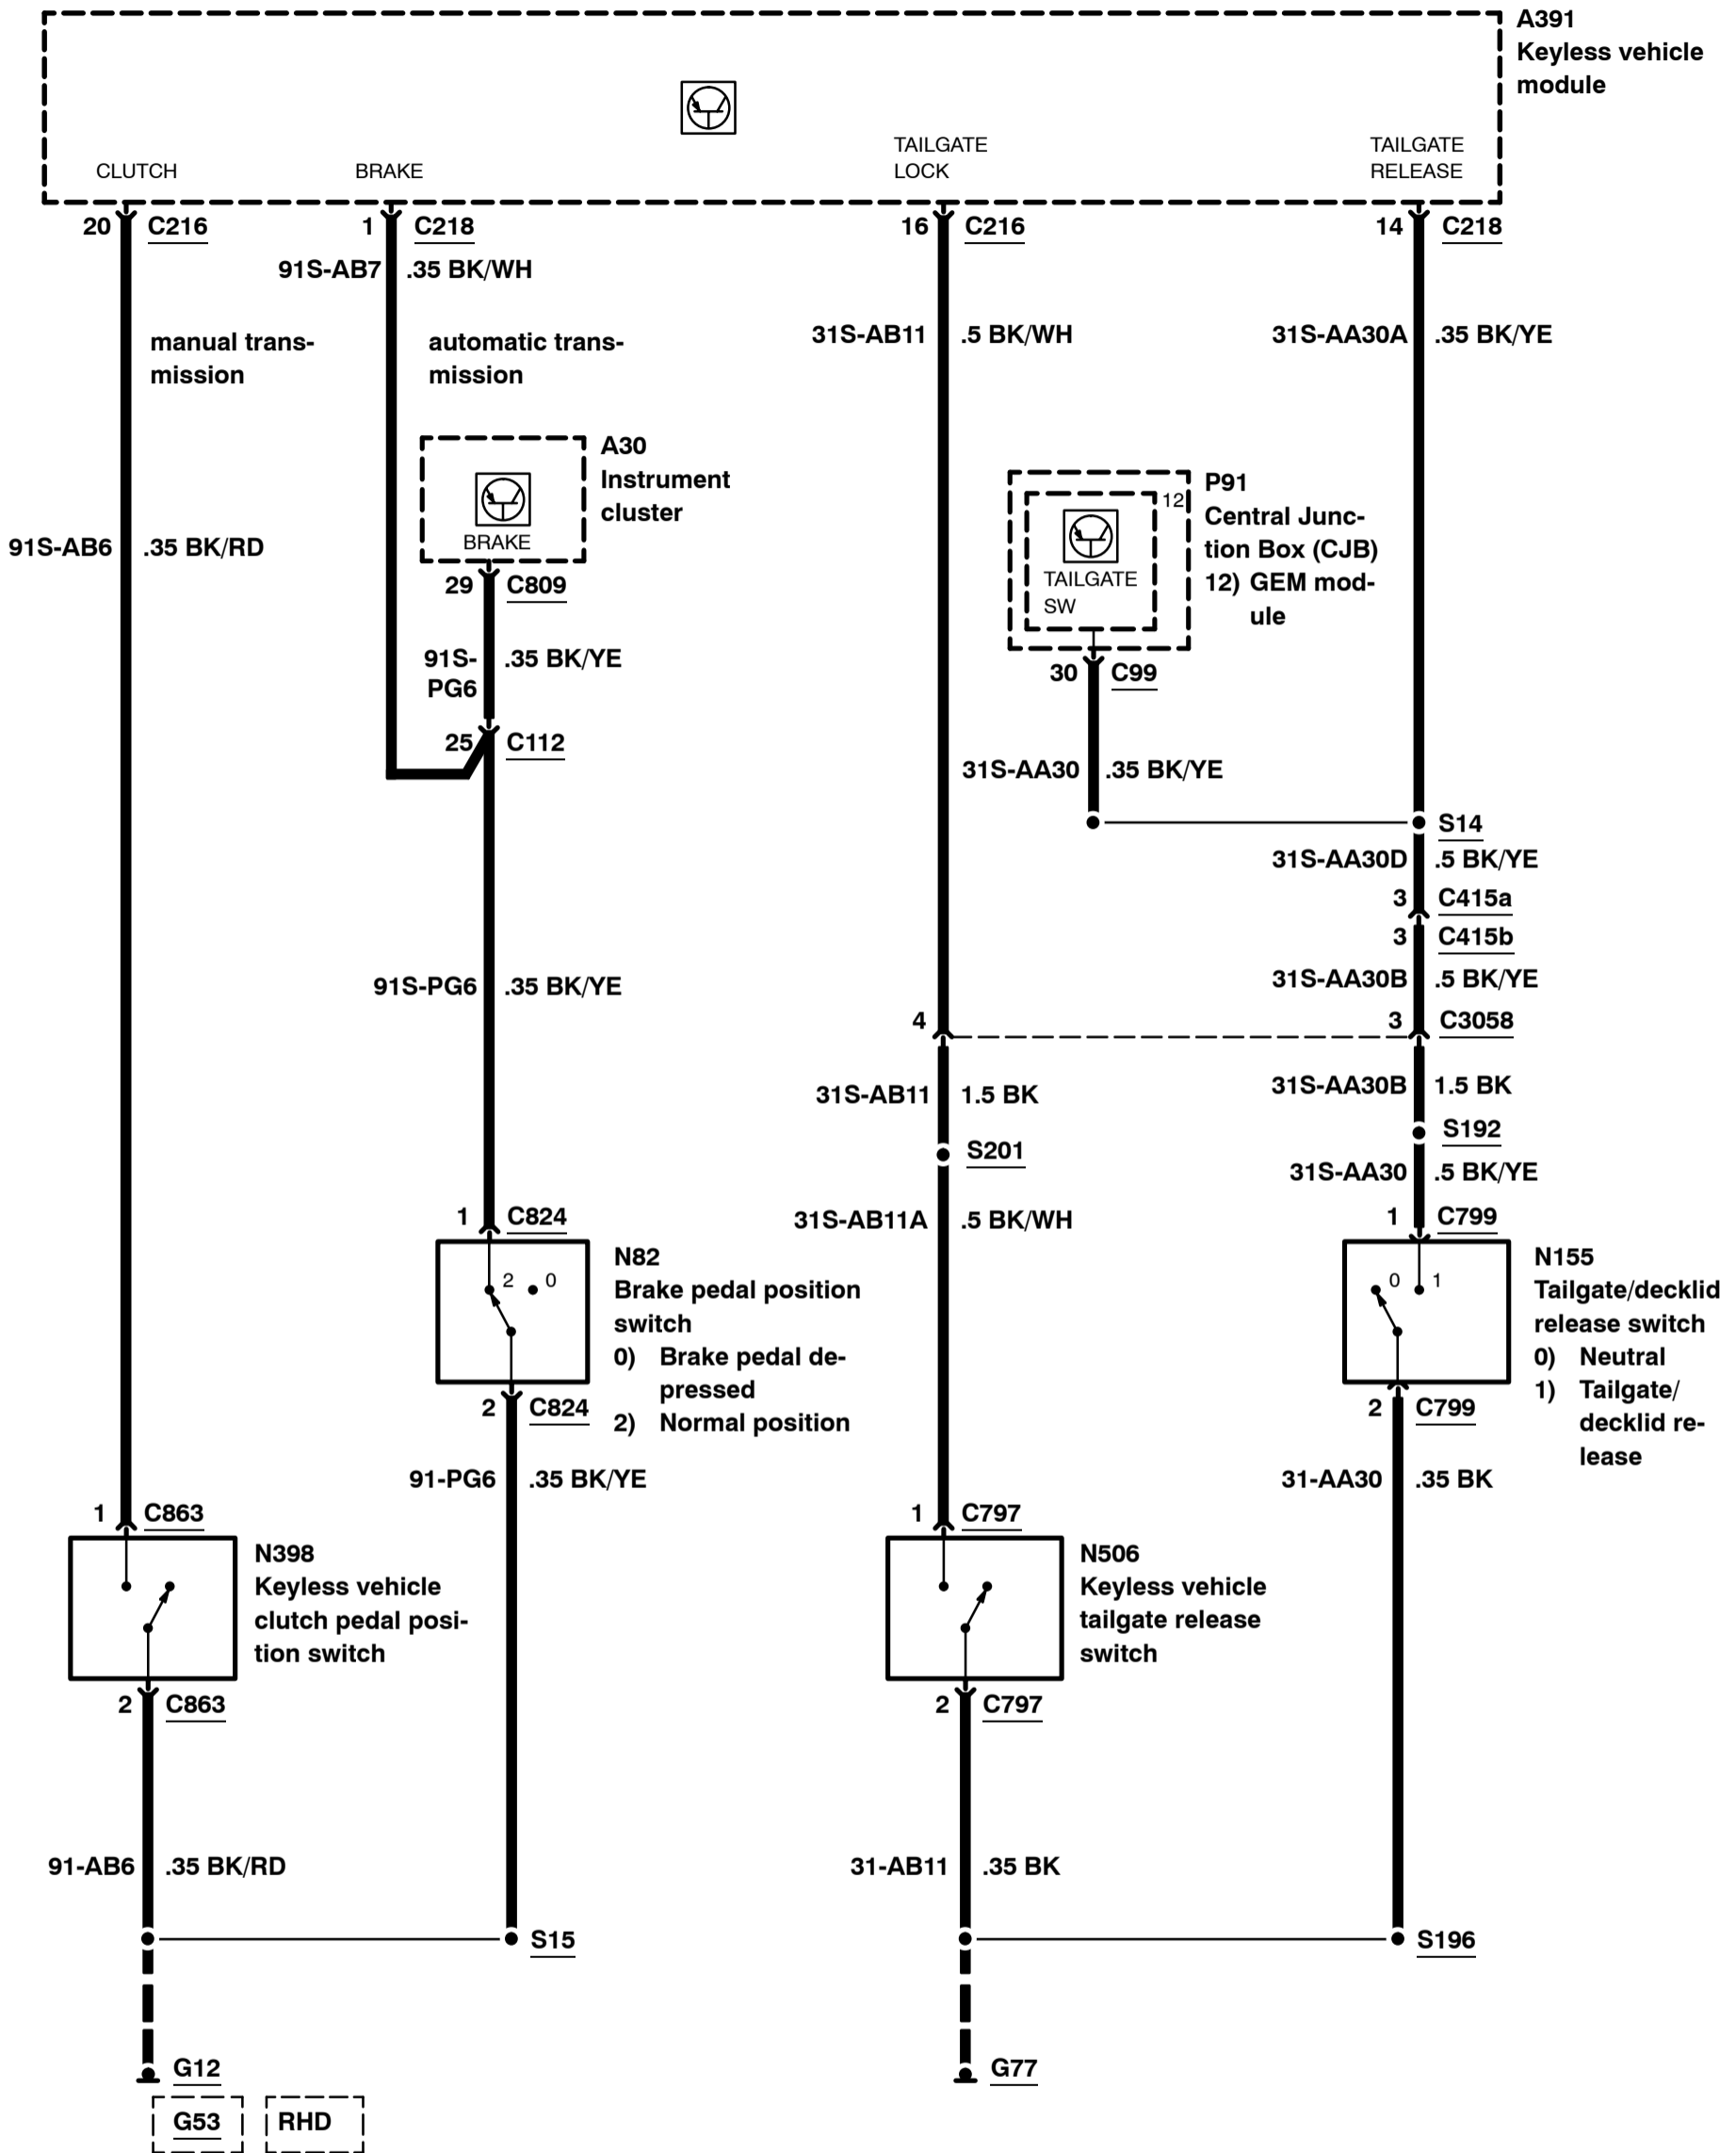 A391
Keyless vehicle
module
CLUTCH
BRAKE
TAILGATE
LOCK
TAILGATE
RELEASE
20 C216
1 C218
16 C216
14 C218
91S-AB7 .35 BK/WH
31S-AB11 .5 BK/WH
31S-AA30A .35 BK/YE
manual trans-
mission
automatic trans-
mission
A30
Instrument
cluster
BRAKE
91S-AB6 .35 BK/RD
29 C809
P91
Central Junc-
tion Box (CJB)
12) GEM mod-
ule
12
TAILGATE
SW
30 C99
91S-
PG6
.35 BK/YE
25 C112
31S-AA30 .35 BK/YE
S14
31S-AA30D .5 BK/YE
3 C415a
3 C415b
31S-AA30B .5 BK/YE
91S-PG6 .35 BK/YE
4
3 C3058
31S-AB11 1.5 BK
31S-AA30B 1.5 BK
S201
S192
31S-AA30 .5 BK/YE
31S-AB11A .5 BK/WH
1 C824
1 C799
2 0
N82
Brake pedal position
switch
0) Brake pedal de-
pressed
2) Normal position
0 1
N155
Tailgate/decklid
release switch
0) Neutral
1) Tailgate/
decklid re-
lease
2 C824
2 C799
91-PG6 .35 BK/YE
31-AA30 .35 BK
1 C863
1 C797
N398
Keyless vehicle
clutch pedal posi-
tion switch
N506
Keyless vehicle
tailgate release
switch
2 C863
2 C797
91-AB6 .35 BK/RD
31-AB11 .35 BK
S15
S196
G12
G77
G53 RHD